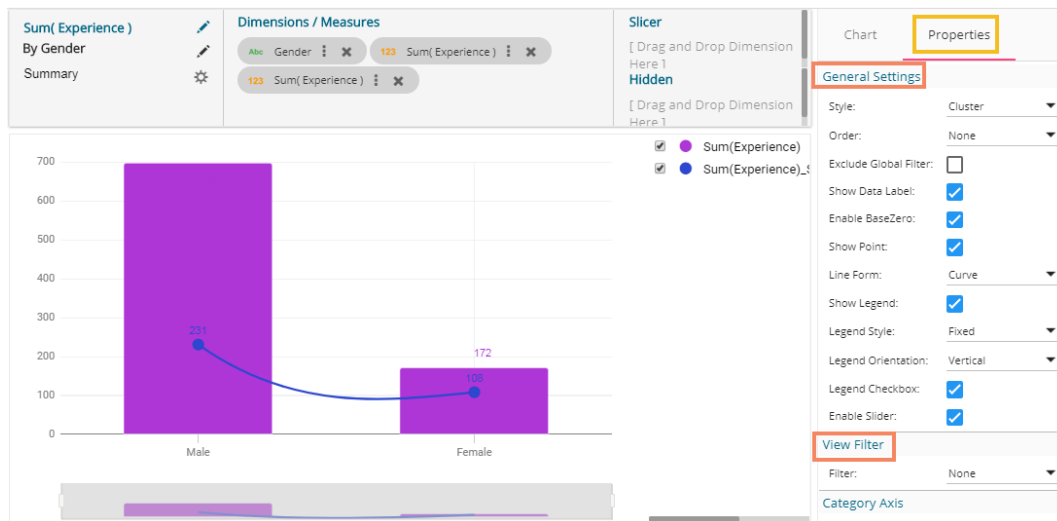 Sum( Experience )
By Gender
Summary
Dimensions / Measures
Abc Gender
123 Sum( Experience )
123 Sum( Experience )
Slicer
[ Drag and Drop Dimension
Here ]
Hidden
[ Drag and Drop Dimension
Here ]
Chart Properties
General Settings
Style: Cluster
Order: None
Exclude Global Filter:
Show Data Label:
Enable BaseZero:
Show Point:
Line Form: Curve
Show Legend:
Legend Style: Fixed
Legend Orientation: Vertical
Legend Checkbox:
Enable Slider:
View Filter
Filter: None
Category Axis
Sum(Experience)
Sum(Experience)_
700
600
500
400
300
200
100
0
231
172
108
Male
Female